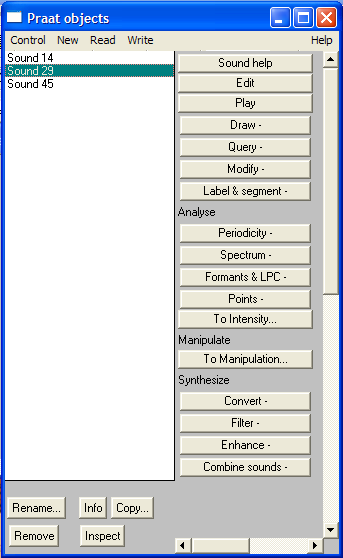 Praat objects
Control New Read Write Help
Sound 14
Sound 29
Sound 45
Sound help
Edit
Play
Draw -
Query -
Modify -
Label & segment -
Analyse
Periodicity -
Spectrum -
Formants & LPC -
Points -
To Intensity...
Manipulate
To Manipulation...
Synthesize
Convert -
Filter -
Enhance -
Combine sounds -
Rename... Info Copy...
Remove Inspect